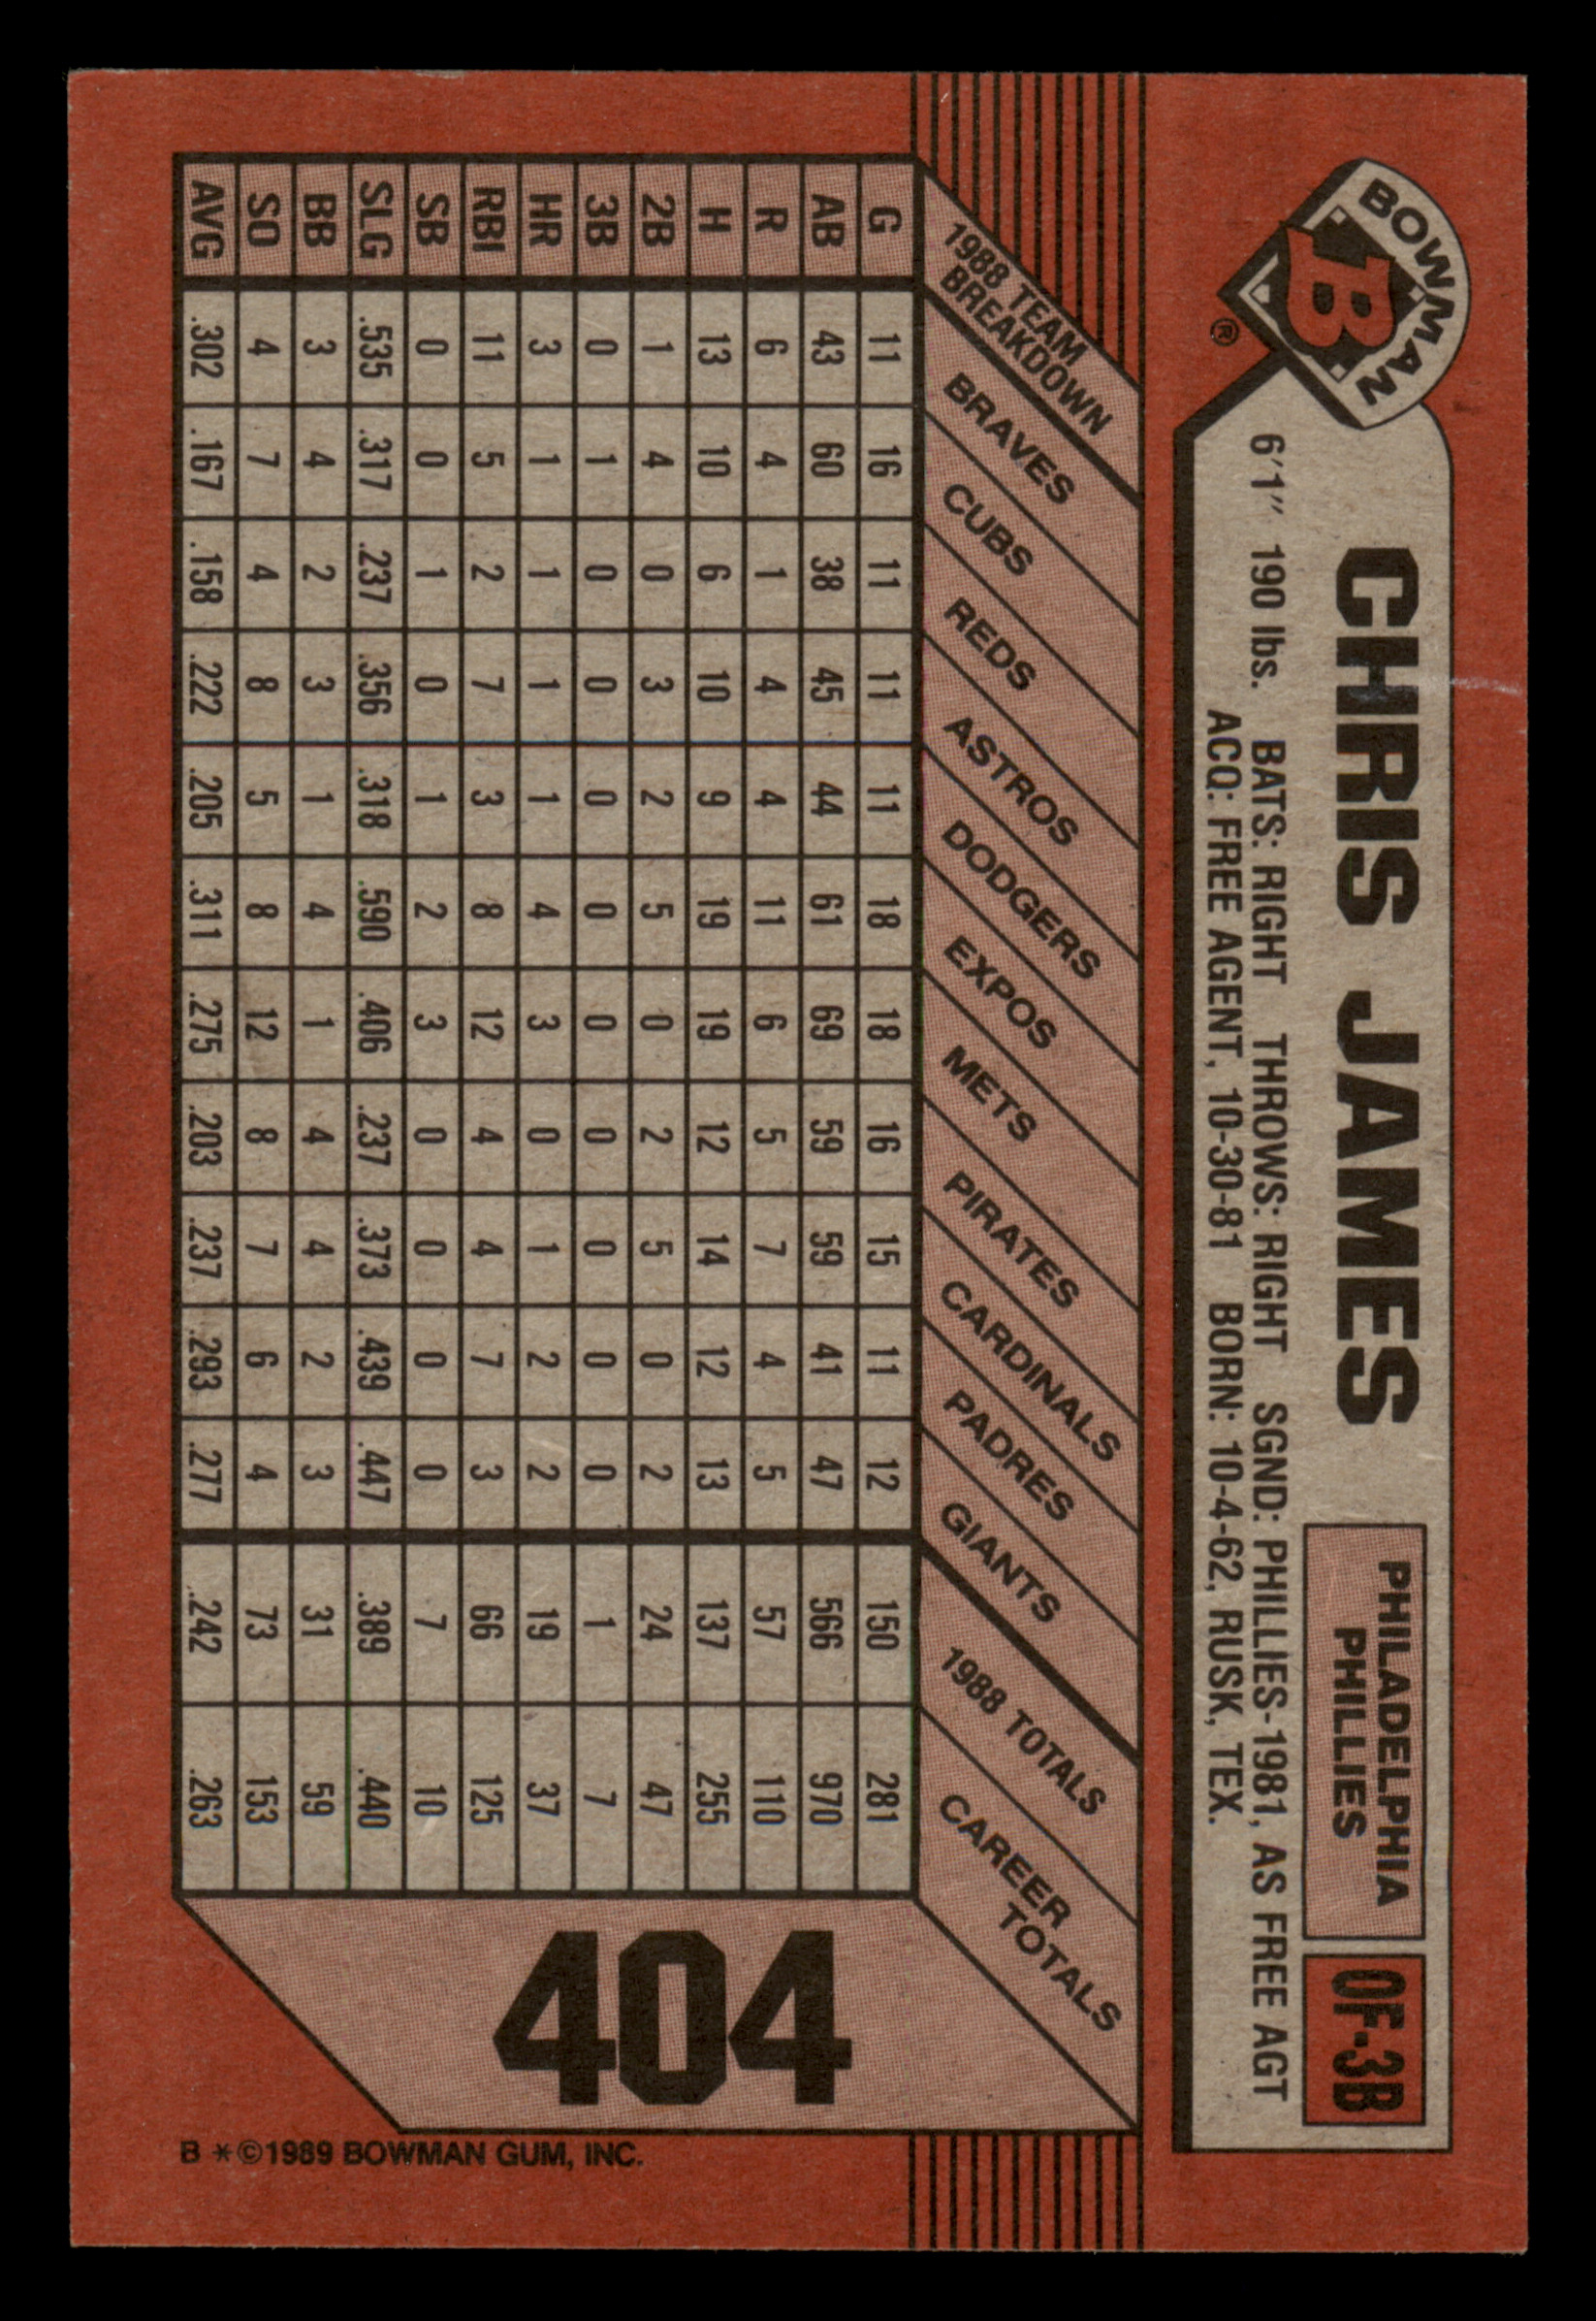 BOWMAN
B
®
CHRIS JAMES
PHILADELPHIA
PHILLIES
OF-3B
6'1" 190 lbs. BATS: RIGHT THROWS: RIGHT SGND: PHILLIES-1981, AS FREE AGT
ACQ: FREE AGENT, 10-30-81 BORN: 10-4-62, RUSK, TEX.
1988 TEAM BREAKDOWN G AB R H 2B 3B HR RBI SB SLG BB SO AVG
BRAVES 11 43 6 13 1 0 3 11 0 .535 3 4 .302
CUBS 16 60 4 10 4 1 1 5 0 .317 4 7 .167
REDS 11 38 1 6 0 0 1 2 1 .237 2 4 .158
ASTROS 11 45 4 10 3 0 1 7 0 .356 3 8 .222
DODGERS 11 44 4 9 2 0 1 3 1 .318 1 5 .205
EXPOS 18 61 11 19 5 0 4 8 2 .590 4 8 .311
METS 18 69 6 19 0 0 3 12 3 .406 1 12 .275
PIRATES 16 59 5 12 2 0 0 4 0 .237 4 8 .203
CARDINALS 15 59 7 14 5 0 1 4 0 .373 4 7 .237
PADRES 11 41 4 12 0 0 2 7 0 .439 2 6 .293
GIANTS 12 47 5 13 2 0 2 3 0 .447 3 4 .277
1988 TOTALS 150 566 57 137 24 1 19 66 7 .389 31 73 .242
CAREER TOTALS 281 970 110 255 47 7 37 125 10 .440 59 153 .263
404
B *©1989 BOWMAN GUM, INC.